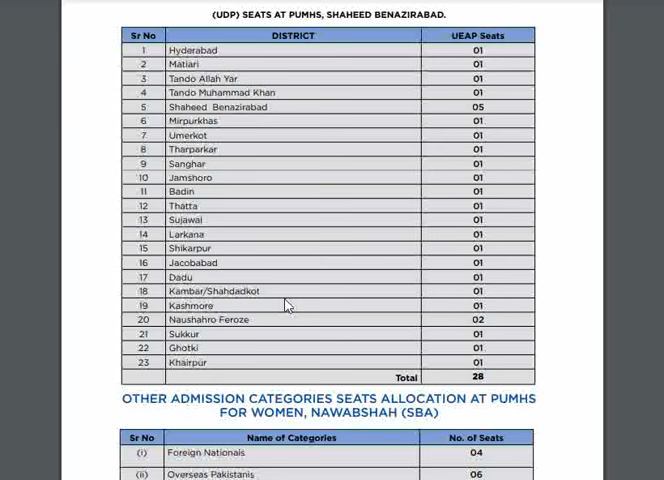 (UDP) SEATS AT PUMHS, SHAHEED BENAZIRABAD.
Sr No DISTRICT UEAP Seats
1 Hyderabad 01
2 Matiari 01
3 Tando Allah Yar 01
4 Tando Muhammad Khan 01
5 Shaheed Benazirabad 05
6 Mirpurkhas 01
7 Umerkot 01
8 Tharparkar 01
9 Sanghar 01
10 Jamshoro 01
11 Badin 01
12 Thatta 01
13 Sujawal 01
14 Larkana 01
15 Shikarpur 01
16 Jacobabad 01
17 Dadu 01
18 Kambar/Shahdadkot 01
19 Kashmore 01
20 Naushahro Feroze 02
21 Sukkur 01
22 Ghotki 01
23 Khairpur 01
Total 28
OTHER ADMISSION CATEGORIES SEATS ALLOCATION AT PUMHS
FOR WOMEN, NAWABSHAH (SBA)
Sr No Name of Categories No. of Seats
(i) Foreign Nationals 04
(ii) Overseas Pakistanis 06